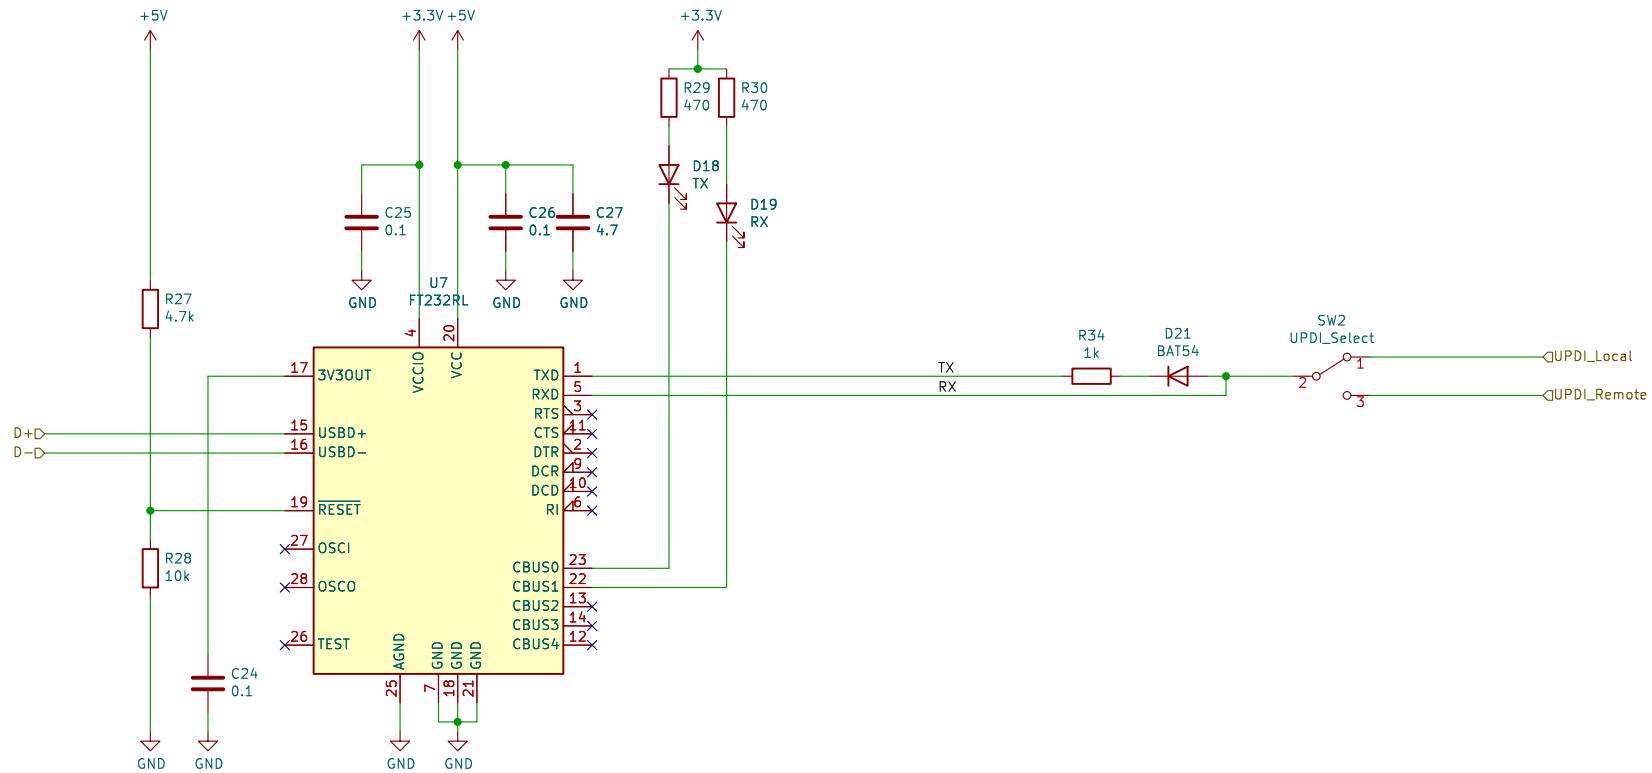 +5V
+3.3V
+5V
+3.3V
R29
470
R30
470
D18
TX
D19
RX
C25
0.1
C26
0.1
C27
4.7
GND
GND
GND
U7
FT232RL
R27
4.7k
4
20
VCCIO
VCC
17
3V3OUT
15
USBD+
16
USBD-
19
RESET
27
OSCI
28
OSCO
26
TEST
D+
D-
R28
10k
C24
0.1
TXD
1
RXD
5
RTS
3
CTS
11
DTR
2
DCR
9
DCD
10
RI
6
CBUS0
23
CBUS1
22
CBUS2
13
CBUS3
14
CBUS4
12
AGND
GND
GND
GND
25
7
18
21
GND
GND
GND
GND
TX
RX
R34
1k
D21
BAT54
SW2
UPDI_Select
1
2
3
UPDI_Local
UPDI_Remote